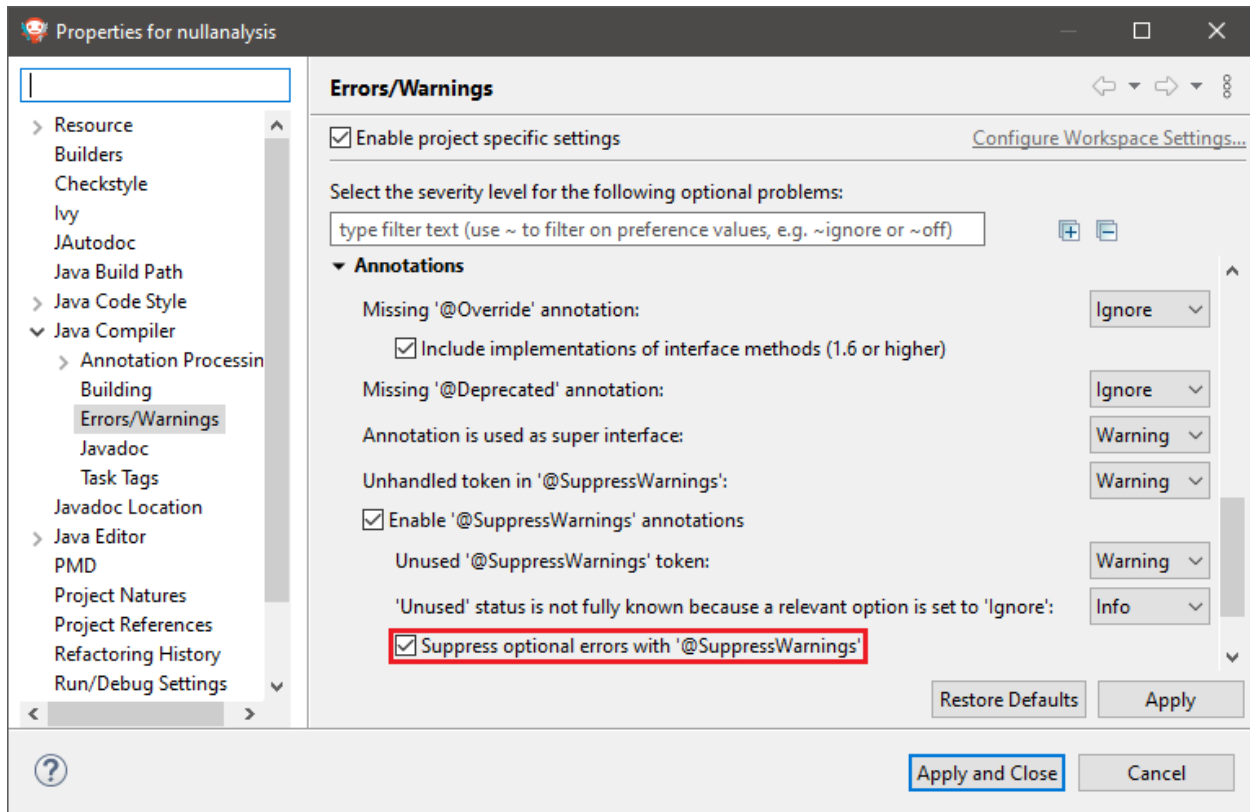 Properties for nullanalysis
Resource
Builders
Checkstyle
Ivy
JAutodoc
Java Build Path
Java Code Style
Java Compiler
Annotation Processin
Building
Errors/Warnings
Javadoc
Task Tags
Javadoc Location
Java Editor
PMD
Project Natures
Project References
Refactoring History
Run/Debug Settings
Errors/Warnings
Enable project specific settings
Configure Workspace Settings...
Select the severity level for the following optional problems:
type filter text (use ~ to filter on preference values, e.g. ~ignore or ~off)
Annotations
Missing '@Override' annotation: Ignore
Include implementations of interface methods (1.6 or higher)
Missing '@Deprecated' annotation: Ignore
Annotation is used as super interface: Warning
Unhandled token in '@SuppressWarnings': Warning
Enable '@SuppressWarnings' annotations
Unused '@SuppressWarnings' token: Warning
'Unused' status is not fully known because a relevant option is set to 'Ignore': Info
Suppress optional errors with '@SuppressWarnings'
Restore Defaults Apply
? Apply and Close Cancel